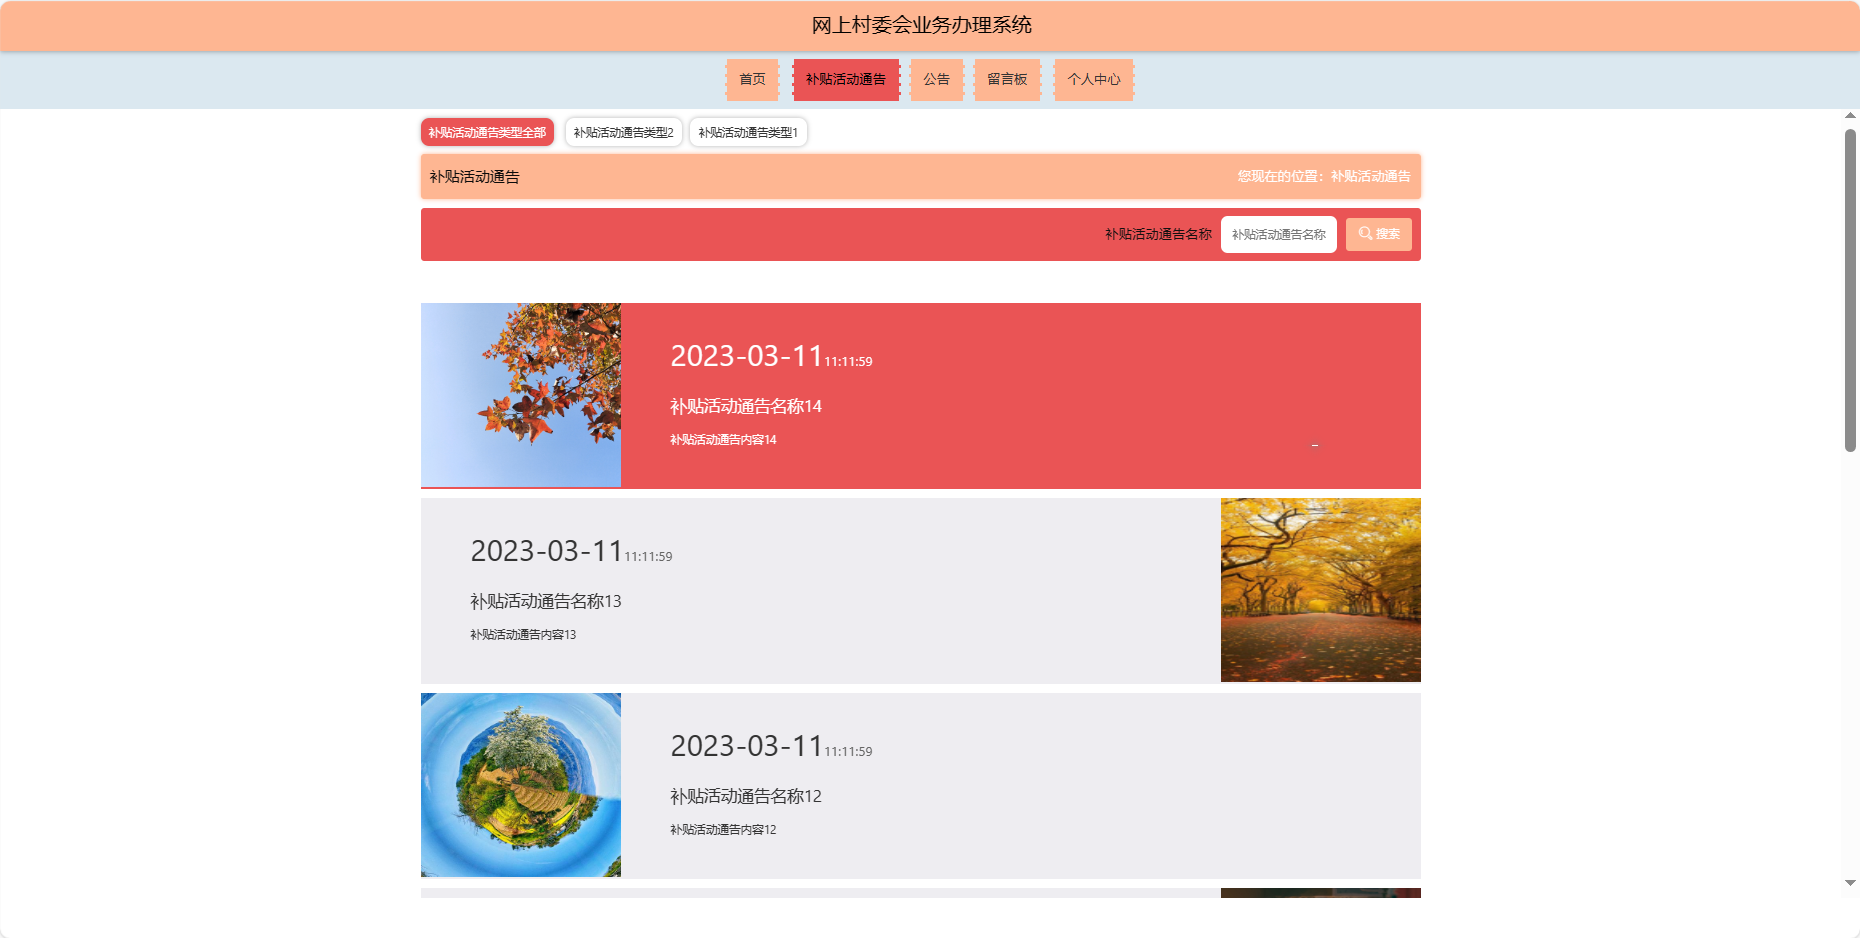 网上村委会业务办理系统
首页 补贴活动通告 公告 留言板 个人中心
补贴活动通告类型全部 补贴活动通告类型2 补贴活动通告类型1
补贴活动通告 您现在的位置：补贴活动通告
补贴活动通告名称 补贴活动通告名称 搜索
2023-03-11 11:11:59
补贴活动通告名称14
补贴活动通告内容14
2023-03-11 11:11:59
补贴活动通告名称13
补贴活动通告内容13
2023-03-11 11:11:59
补贴活动通告名称12
补贴活动通告内容12